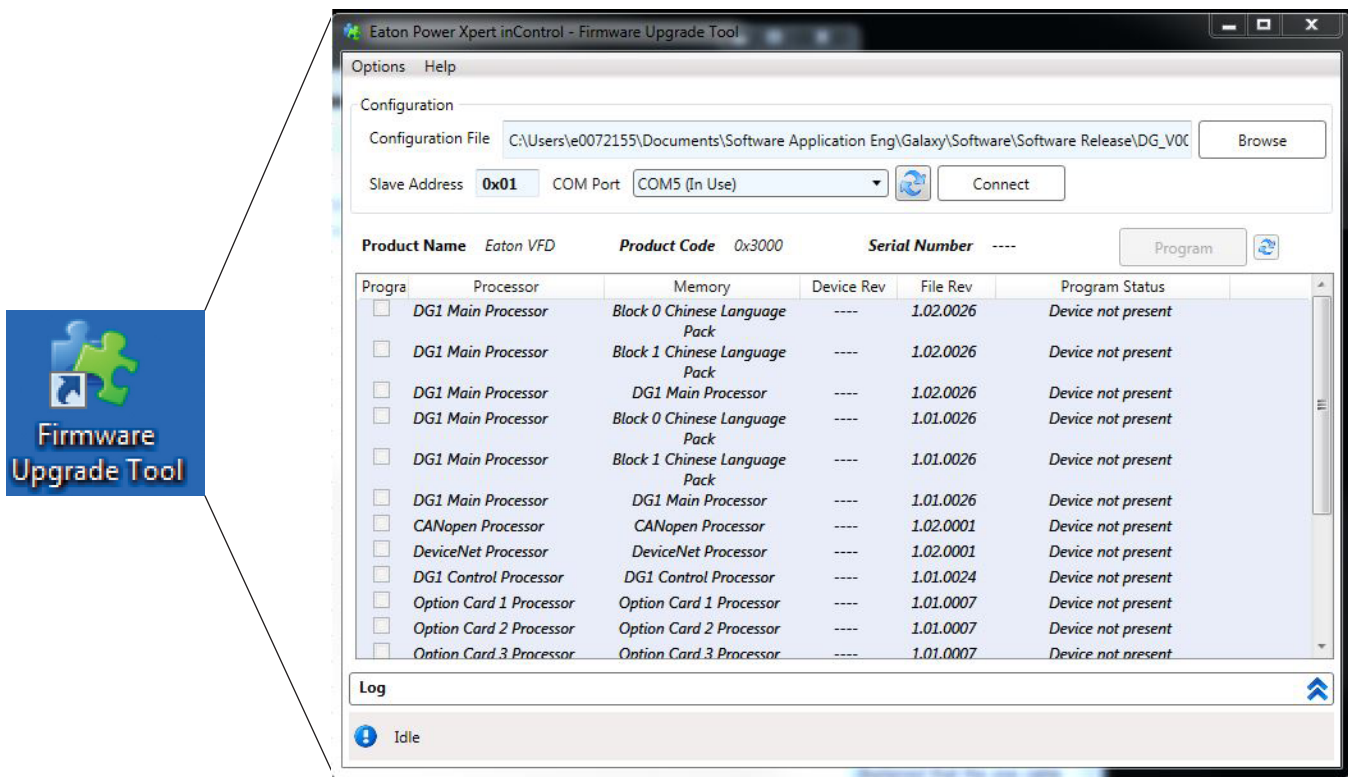 Firmware
Upgrade Tool
Eaton Power Xpert inControl - Firmware Upgrade Tool
Options Help
Configuration
Configuration File C:\Users\e0072155\Documents\Software Application Eng\Galaxy\Software\Software Release\DG_V00 Browse
Slave Address 0x01 COM Port COM5 (In Use) Connect
Product Name Eaton VFD Product Code 0x3000 Serial Number ---- Program
Progra Processor Memory Device Rev File Rev Program Status
DG1 Main Processor Block 0 Chinese Language ---- 1.02.0026 Device not present
Pack
DG1 Main Processor Block 1 Chinese Language ---- 1.02.0026 Device not present
Pack
DG1 Main Processor DG1 Main Processor ---- 1.02.0026 Device not present
DG1 Main Processor Block 0 Chinese Language ---- 1.01.0026 Device not present
Pack
DG1 Main Processor Block 1 Chinese Language ---- 1.01.0026 Device not present
Pack
DG1 Main Processor DG1 Main Processor ---- 1.01.0026 Device not present
CANopen Processor CANopen Processor ---- 1.02.0001 Device not present
DeviceNet Processor DeviceNet Processor ---- 1.02.0001 Device not present
DG1 Control Processor DG1 Control Processor ---- 1.01.0024 Device not present
Option Card 1 Processor Option Card 1 Processor ---- 1.01.0007 Device not present
Option Card 2 Processor Option Card 2 Processor ---- 1.01.0007 Device not present
Option Card 3 Processor Option Card 3 Processor ---- 1.01.0007 Device not present
Log
Idle